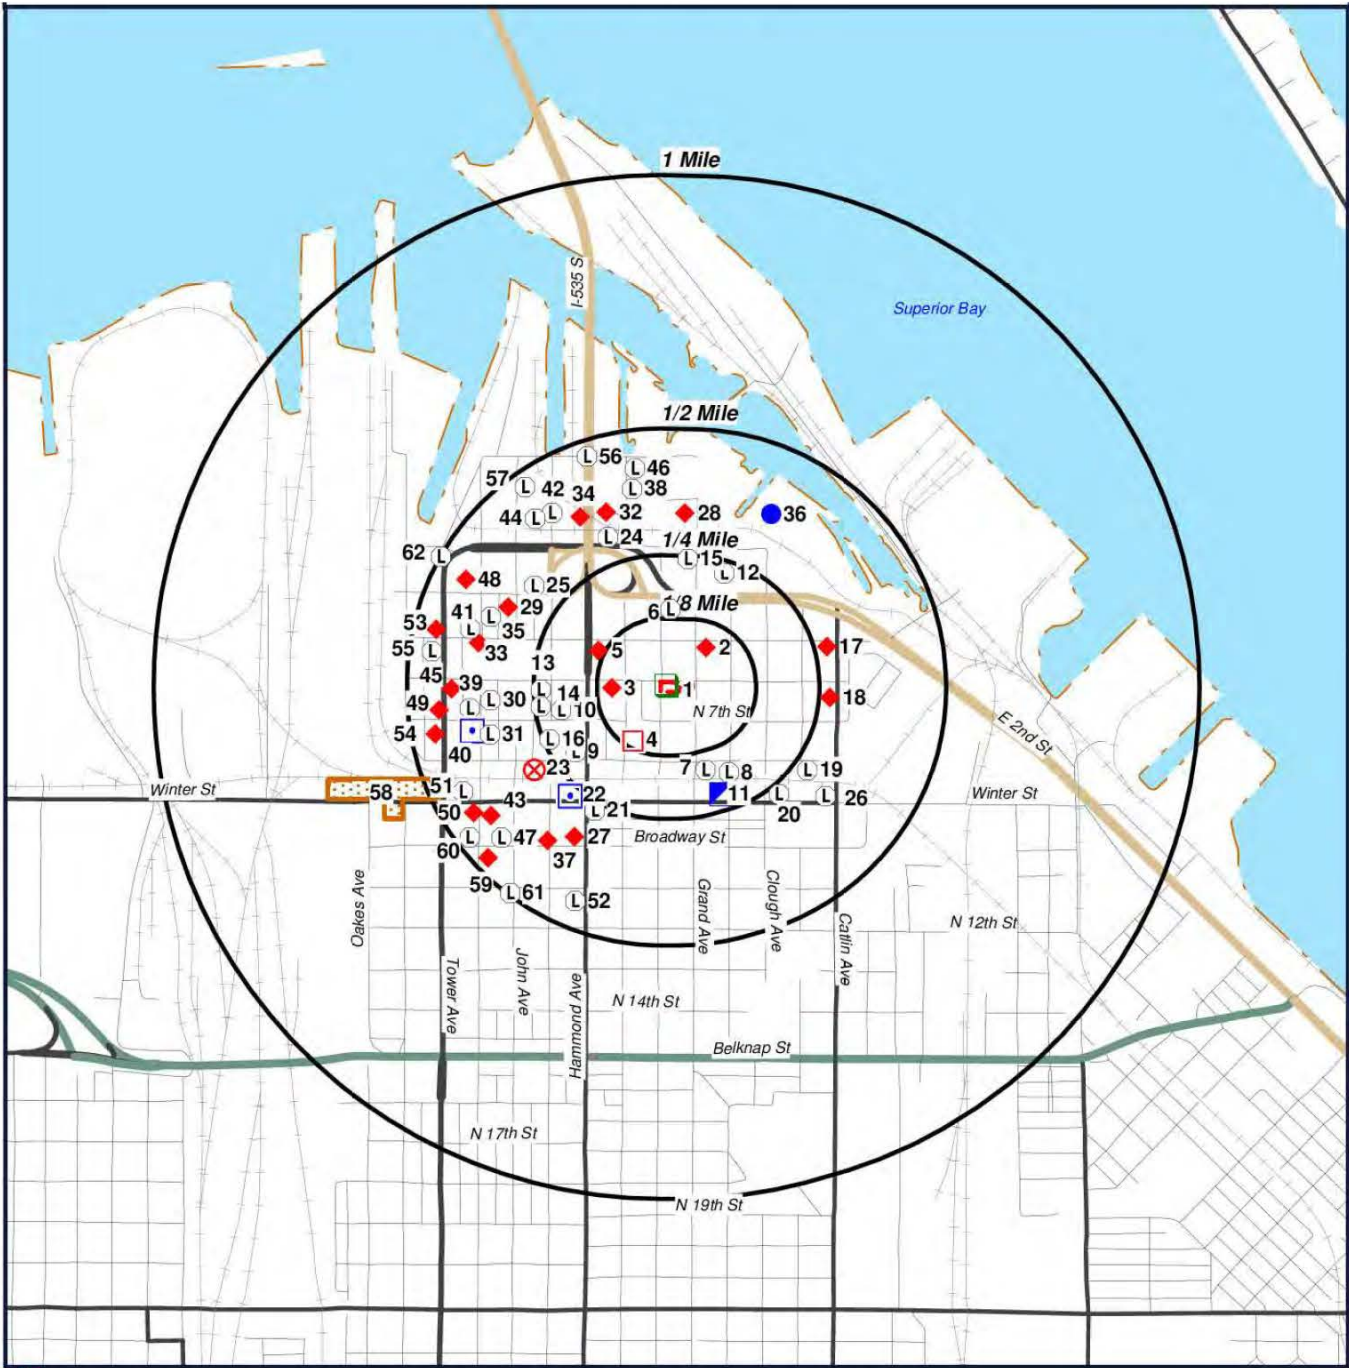 1 Mile
I-535 S
Superior Bay
1/2 Mile
L 56
L 46
57 L
42 L
L 38
34
44 L
32
28
36
L 24
1/4 Mile
62 L
L 15
L 12
48
L 25
29
6 L
1/8 Mile
41 L
L
35
53
33
5
2
17
55 L
13
45
39
L
14
3
1
L 30
18
49
L
L
L 10
N 7th St
54
L 31
L 16
4
E 2nd St
40
L 9
23
7 L
L 8
L 19
Winter St
58
51 L
22
11
L
L 26
Winter St
50
43
L 21
20
60 L
L 47
37
27
Broadway St
59
L 61
L 52
Oakes Ave
Grand Ave
Clough Ave
Catlin Ave
N 12th St
Tower Ave
John Ave
Hammond Ave
N 14th St
Belknap St
N 17th St
N 19th St